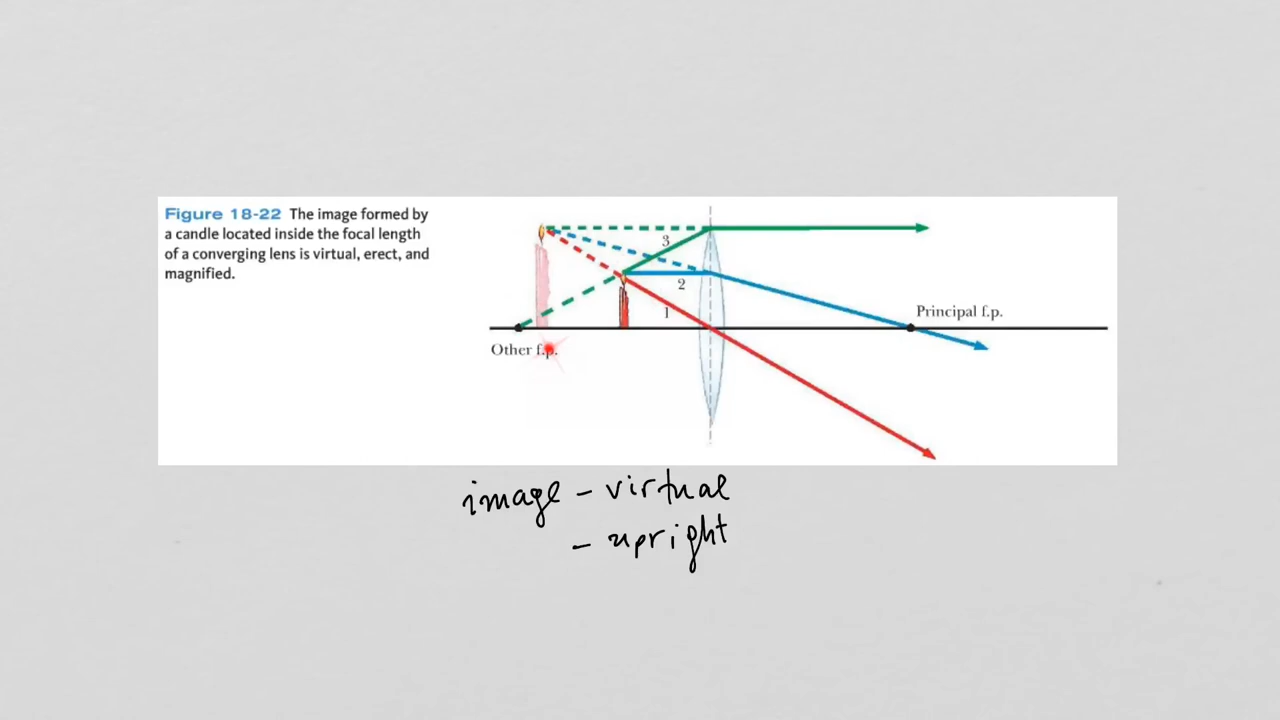 Figure 18-22 The image formed by
a candle located inside the focal length
of a converging lens is virtual, erect, and
magnified.
3
2
1
Principal f.p.
Other f.p.
image - virtual
- upright